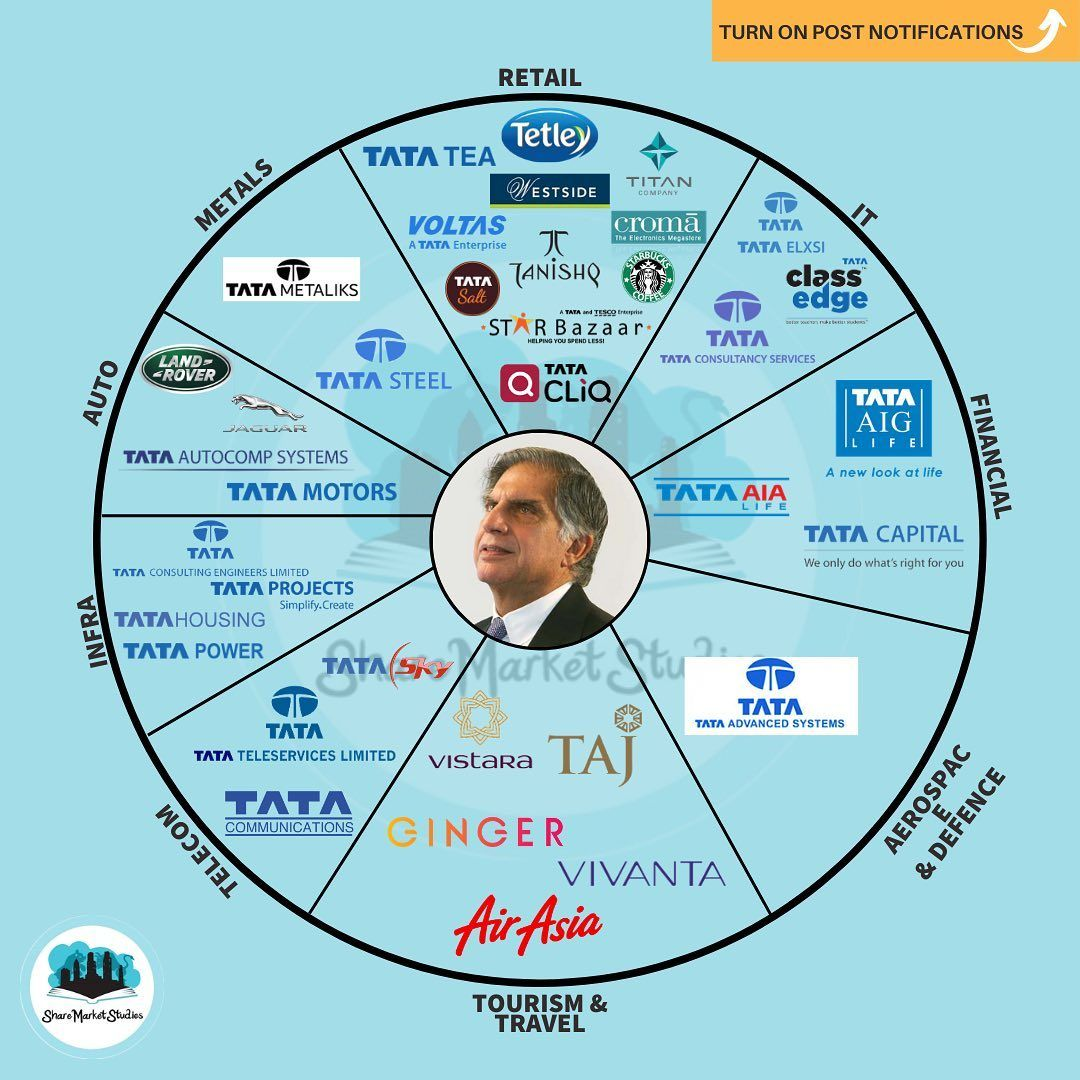 TURN ON POST NOTIFICATIONS
RETAIL
Tetley
TATA TEA
WESTSIDE
TITAN
COMPANY
VOLTAS
A TATA Enterprise
cromā
The Electronics Megastore
TANISHQ
TATA
Salt
STARBUCKS
COFFEE
A TATA and TESCO Enterprise
STAR Bazaar
HELPING YOU SPEND LESS!
TATA
CLiQ
IT
TATA
TATA ELXSI
TATA
class
edge™
TATA
TATA CONSULTANCY SERVICES
FINANCIAL
TATA
AIG
LIFE
A new look at life
TATA AIA
LIFE
TATA CAPITAL
We only do what's right for you
AEROSPAC
E
& DEFENCE
TATA
TATA ADVANCED SYSTEMS
TOURISM &
TRAVEL
VISTARA
TAJ
GINGER
VIVANTA
AirAsia
TELECOM
TATA SKY
TATA
TATA TELESERVICES LIMITED
TATA
COMMUNICATIONS
INFRA
TATA
TATA CONSULTING ENGINEERS LIMITED
TATA PROJECTS
Simplify.Create
TATA HOUSING
TATA POWER
AUTO
LAND-
-ROVER
JAGUAR
TATA AUTOCOMP SYSTEMS
TATA MOTORS
METALS
TATA METALIKS
TATA STEEL
Share Market Studies
Share Market Studies